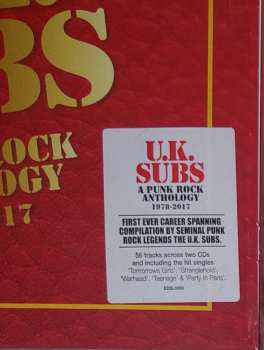 BS
ROCK
OLOGY
17
U.K.
SUBS
A PUNK ROCK
ANTHOLOGY
1978-2017
FIRST EVER CAREER SPANNING
COMPILATION BY SEMINAL PUNK
ROCK LEGENDS THE U.K. SUBS.
56 tracks across two CDs
and including the hit singles
'Tomorrows Girls', 'Stranglehold',
'Warhead', 'Teenage' & 'Party In Paris'.